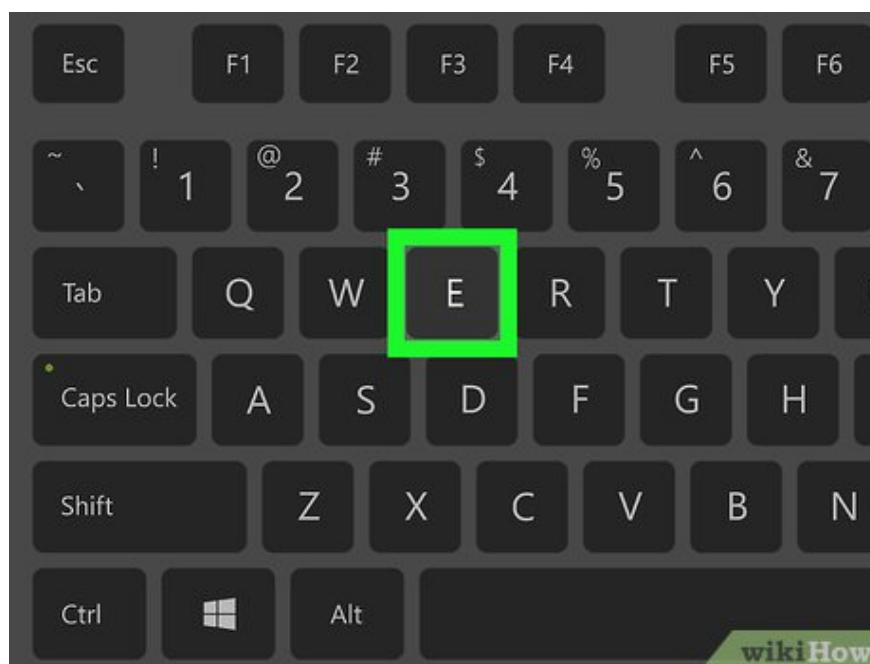 Esc F1 F2 F3 F4 F5 F6
~ ! @ # $ % ^ &
` 1 2 3 4 5 6 7
Tab Q W E R T Y
Caps Lock A S D F G H
Shift Z X C V B N
Ctrl Alt
wikiHow